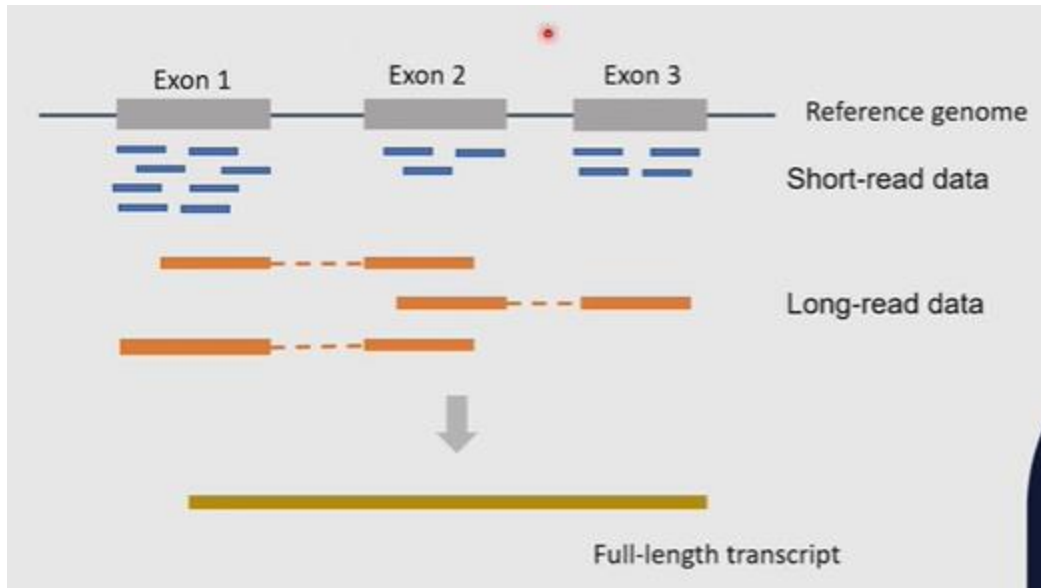 Exon 1
Exon 2
Exon 3
Reference genome
Short-read data
Long-read data
Full-length transcript